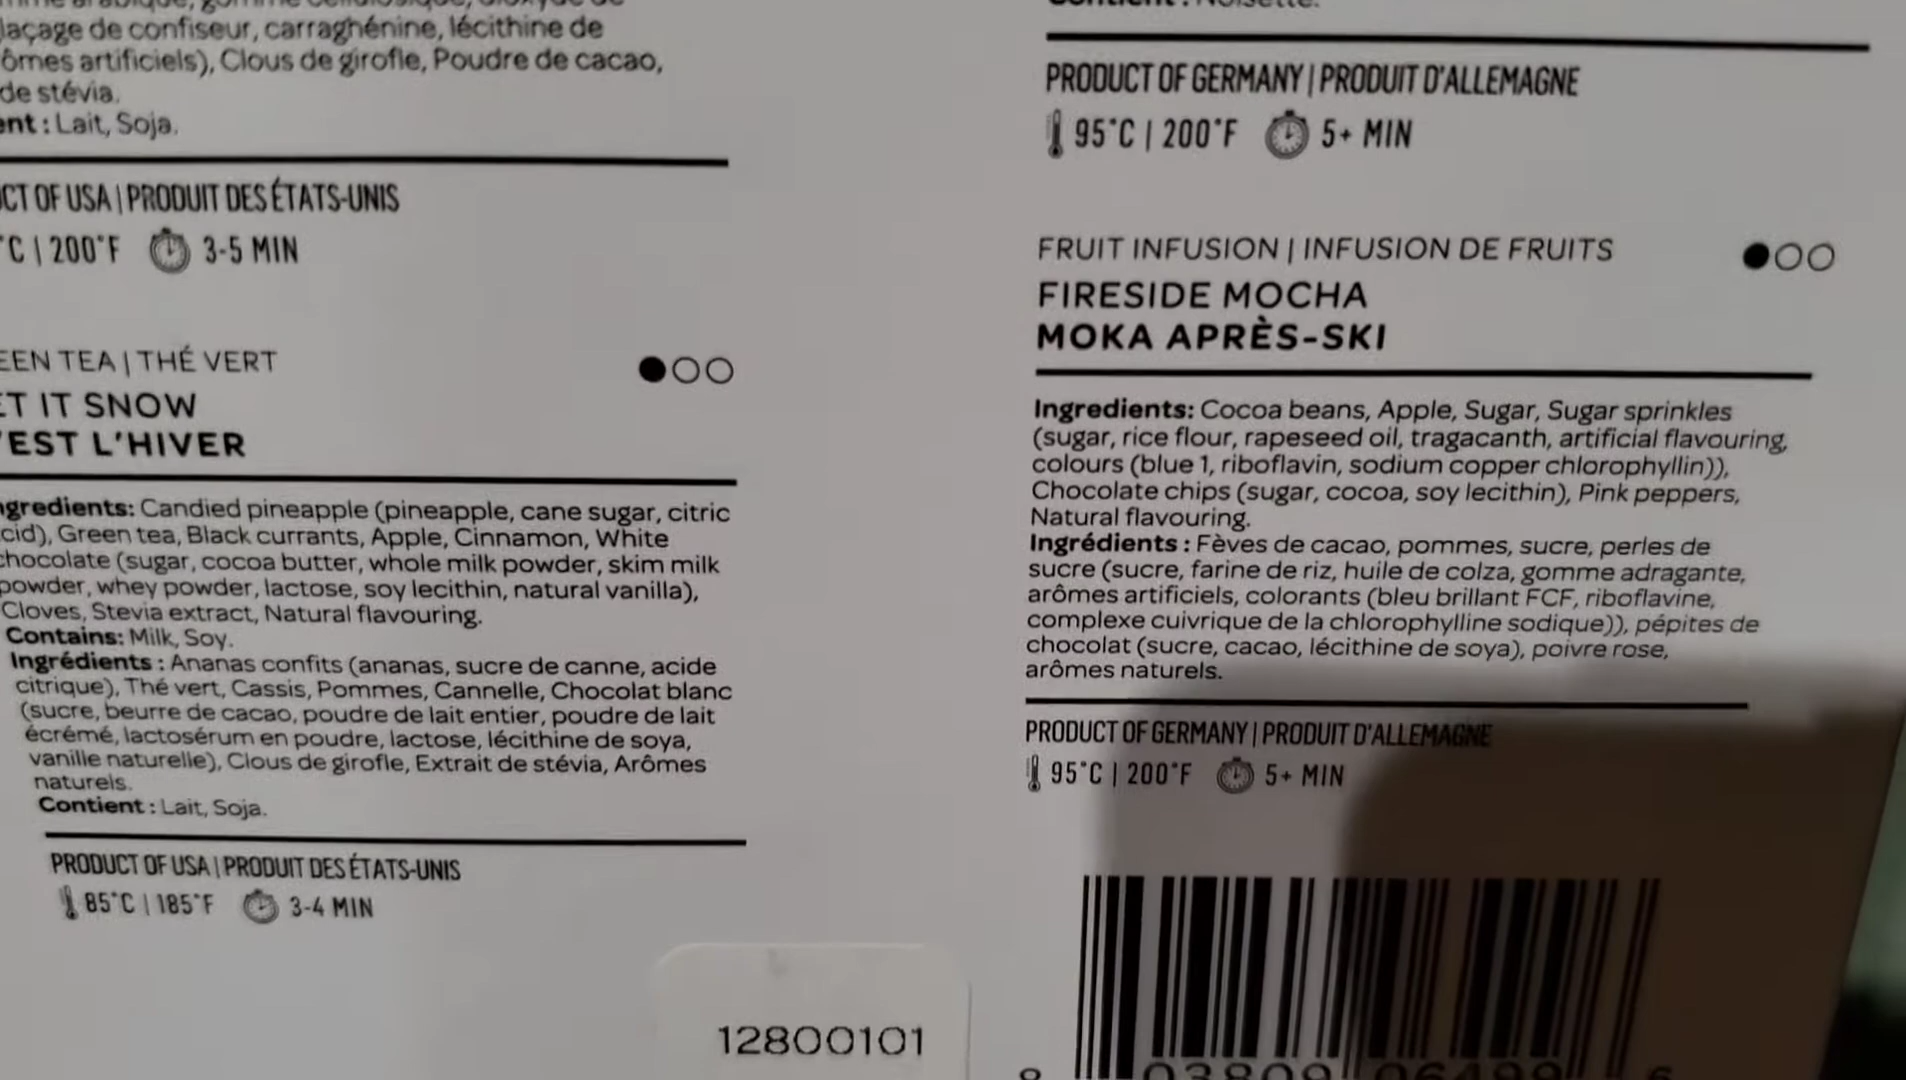 laçage de confiseur, carraghénine, lécithine de
ômes artificiels), Clous de girofle, Poudre de cacao,
de stévia.
ent : Lait, Soja.
CT OF USA | PRODUIT DES ÉTATS-UNIS
°C | 200°F 3-5 MIN
EEN TEA | THÉ VERT
ET IT SNOW
'EST L'HIVER
ngredients: Candied pineapple (pineapple, cane sugar, citric
cid), Green tea, Black currants, Apple, Cinnamon, White
hocolate (sugar, cocoa butter, whole milk powder, skim milk
powder, whey powder, lactose, soy lecithin, natural vanilla),
Cloves, Stevia extract, Natural flavouring.
Contains: Milk, Soy.
Ingrédients : Ananas confits (ananas, sucre de canne, acide
citrique), Thé vert, Cassis, Pommes, Cannelle, Chocolat blanc
(sucre, beurre de cacao, poudre de lait entier, poudre de lait
écrémé, lactosérum en poudre, lactose, lécithine de soya,
vanille naturelle), Clous de girofle, Extrait de stévia, Arômes
naturels.
Contient : Lait, Soja.
PRODUCT OF USA | PRODUIT DES ÉTATS-UNIS
85°C | 185°F 3-4 MIN
12800101
Contient : Noisette.
PRODUCT OF GERMANY | PRODUIT D'ALLEMAGNE
95°C | 200°F 5+ MIN
FRUIT INFUSION | INFUSION DE FRUITS
FIRESIDE MOCHA
MOKA APRÈS-SKI
Ingredients: Cocoa beans, Apple, Sugar, Sugar sprinkles
(sugar, rice flour, rapeseed oil, tragacanth, artificial flavouring,
colours (blue 1, riboflavin, sodium copper chlorophyllin)),
Chocolate chips (sugar, cocoa, soy lecithin), Pink peppers,
Natural flavouring.
Ingrédients : Fèves de cacao, pommes, sucre, perles de
sucre (sucre, farine de riz, huile de colza, gomme adragante,
arômes artificiels, colorants (bleu brillant FCF, riboflavine,
complexe cuivrique de la chlorophylline sodique)), pépites de
chocolat (sucre, cacao, lécithine de soya), poivre rose,
arômes naturels.
PRODUCT OF GERMANY | PRODUIT D'ALLEMAGNE
95°C | 200°F 5+ MIN
8 03809 06499 6